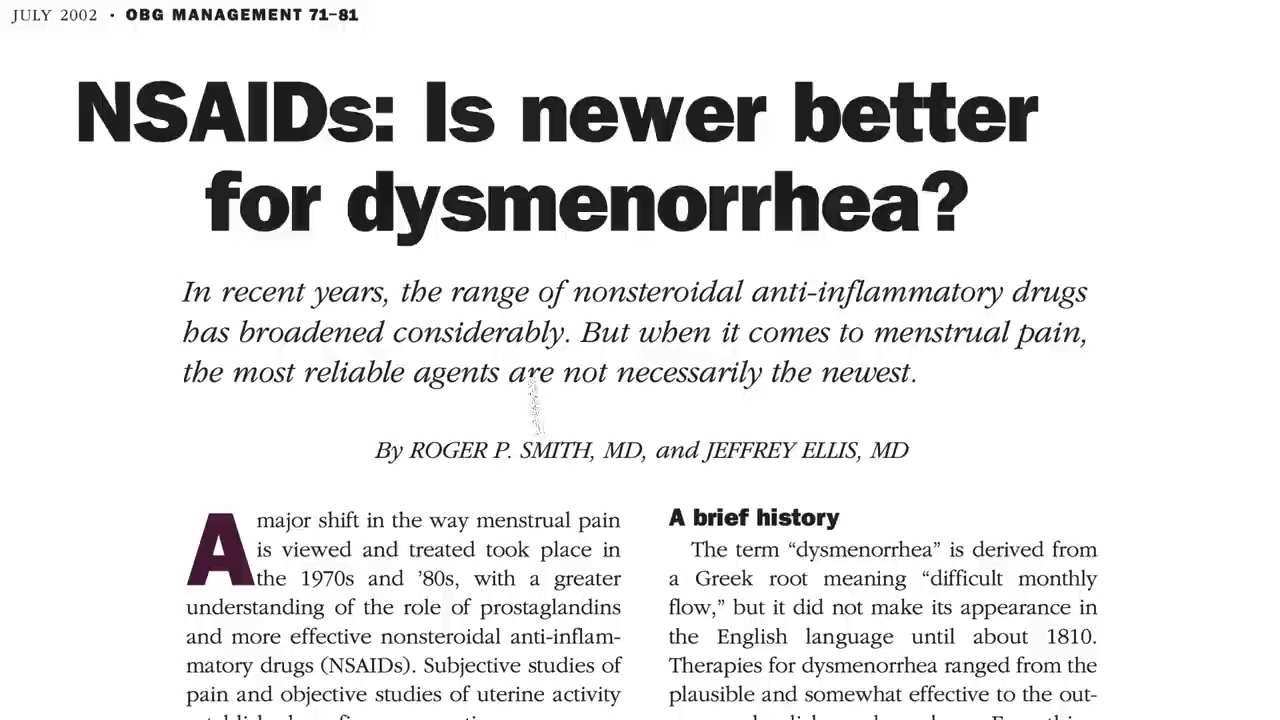 JULY 2002 • OBG MANAGEMENT 71–81
NSAIDs: Is newer better
for dysmenorrhea?
In recent years, the range of nonsteroidal anti-inflammatory drugs
has broadened considerably. But when it comes to menstrual pain,
the most reliable agents are not necessarily the newest.
By ROGER P. SMITH, MD, and JEFFREY ELLIS, MD
A major shift in the way menstrual pain
is viewed and treated took place in
the 1970s and ’80s, with a greater
understanding of the role of prostaglandins
and more effective nonsteroidal anti-inflam-
matory drugs (NSAIDs). Subjective studies of
pain and objective studies of uterine activity
A brief history
The term “dysmenorrhea” is derived from
a Greek root meaning “difficult monthly
flow,” but it did not make its appearance in
the English language until about 1810.
Therapies for dysmenorrhea ranged from the
plausible and somewhat effective to the out-